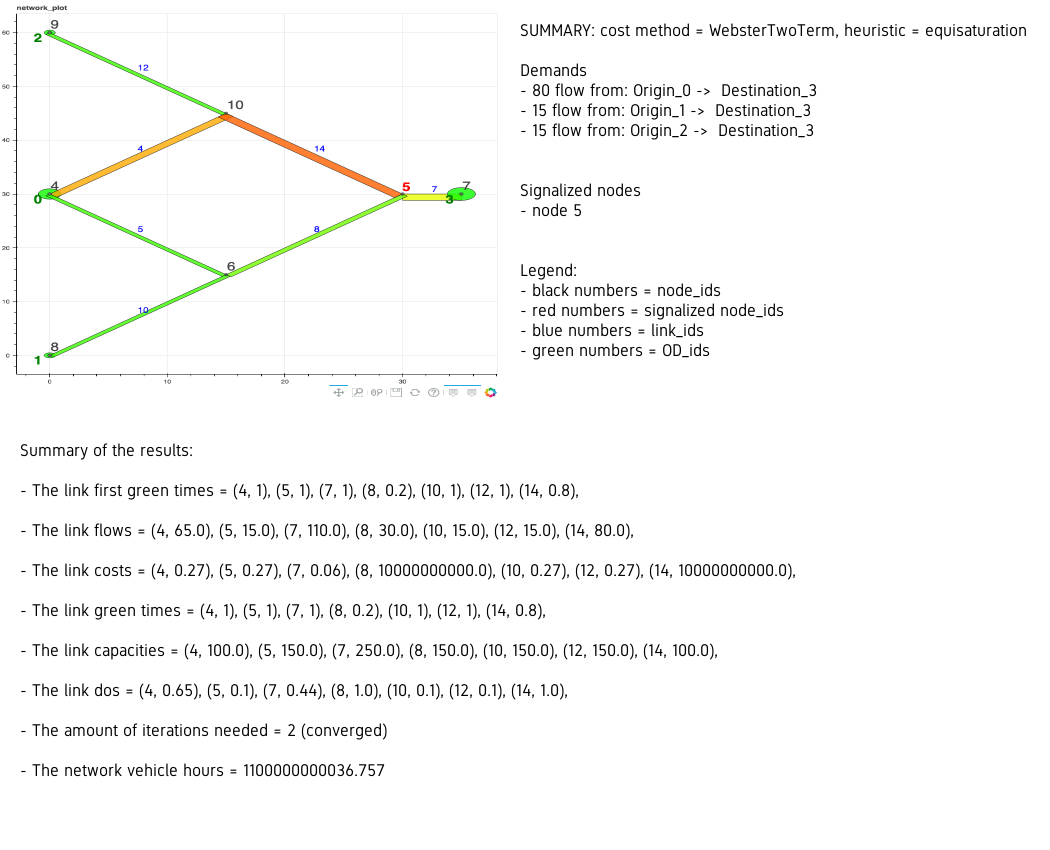 network_plot
SUMMARY: cost method = WebsterTwoTerm, heuristic = equisaturation
Demands
- 80 flow from: Origin_0 -> Destination_3
- 15 flow from: Origin_1 -> Destination_3
- 15 flow from: Origin_2 -> Destination_3
Signalized nodes
- node 5
Legend:
- black numbers = node_ids
- red numbers = signalized node_ids
- blue numbers = link_ids
- green numbers = OD_ids
60
50
40
30
20
10
0
0
10
20
30
9
2
12
10
4
14
4
0
5
7
7
3
5
8
6
10
8
1
Summary of the results:
- The link first green times = (4, 1), (5, 1), (7, 1), (8, 0.2), (10, 1), (12, 1), (14, 0.8),
- The link flows = (4, 65.0), (5, 15.0), (7, 110.0), (8, 30.0), (10, 15.0), (12, 15.0), (14, 80.0),
- The link costs = (4, 0.27), (5, 0.27), (7, 0.06), (8, 10000000000.0), (10, 0.27), (12, 0.27), (14, 10000000000.0),
- The link green times = (4, 1), (5, 1), (7, 1), (8, 0.2), (10, 1), (12, 1), (14, 0.8),
- The link capacities = (4, 100.0), (5, 150.0), (7, 250.0), (8, 150.0), (10, 150.0), (12, 150.0), (14, 100.0),
- The link dos = (4, 0.65), (5, 0.1), (7, 0.44), (8, 1.0), (10, 0.1), (12, 0.1), (14, 1.0),
- The amount of iterations needed = 2 (converged)
- The network vehicle hours = 1100000000036.757